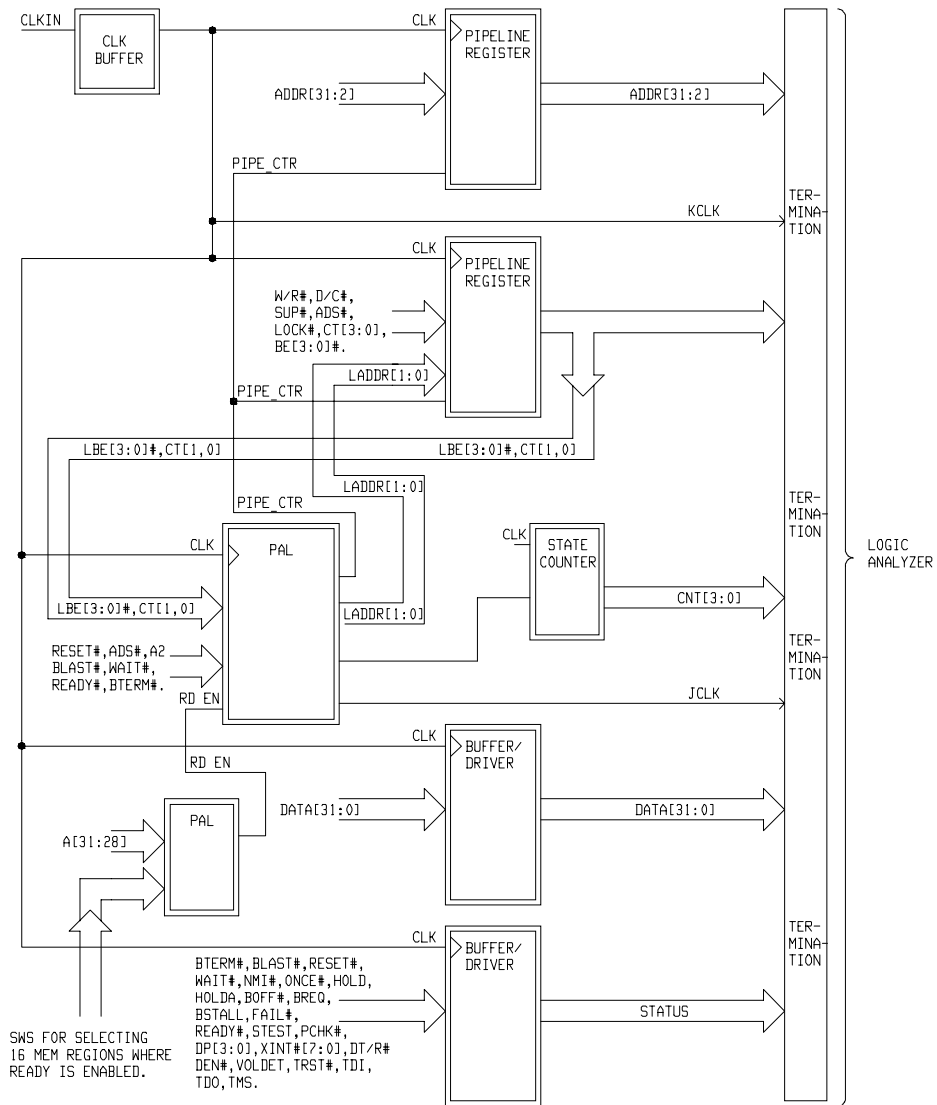 CLKIN
CLK
BUFFER
CLK
PIPELINE
REGISTER
ADDR[31:2]
ADDR[31:2]
PIPE_CTR
KCLK
TER-
MINA-
TION
CLK
PIPELINE
REGISTER
W/R#,D/C#,
SUP#,ADS#,
LOCK#,CT[3:0],
BE[3:0]#.
LADDR[1:0]
PIPE_CTR
LBE[3:0]#,CT[1,0]
LBE[3:0]#,CT[1,0]
LADDR[1:0]
PIPE_CTR
TER-
MINA-
TION
CLK
PAL
CLK
STATE
COUNTER
LOGIC
ANALYZER
CNT[3:0]
LBE[3:0]#,CT[1,0]
LADDR[1:0]
RESET#,ADS#,A2
BLAST#,WAIT#,
READY#,BTERM#.
TER-
MINA-
TION
RD EN
JCLK
CLK
BUFFER/
DRIVER
RD EN
DATA[31:0]
DATA[31:0]
PAL
A[31:28]
CLK
BUFFER/
DRIVER
TER-
MINA-
TION
BTERM#,BLAST#,RESET#,
WAIT#,NMI#,ONCE#,HOLD,
HOLDA,BOFF#,BREQ,
BSTALL,FAIL#,
READY#,STEST,PCHK#,
DP[3:0],XINT#[7:0],DT/R#
DEN#,VOLDET,TRST#,TDI,
TDO,TMS.
STATUS
SWS FOR SELECTING
16 MEM REGIONS WHERE
READY IS ENABLED.